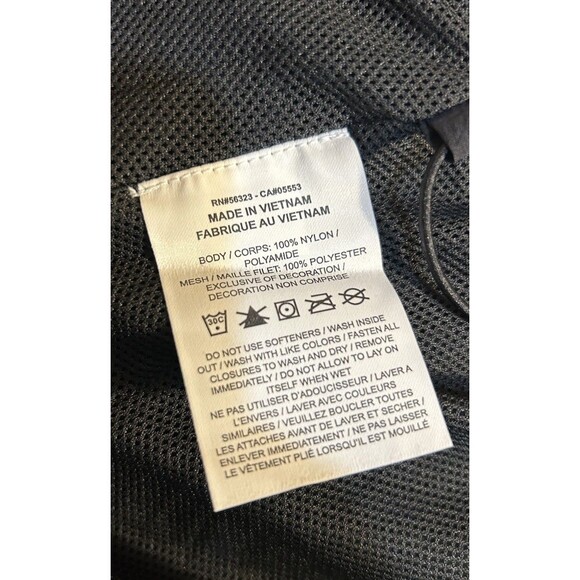 RN#56323 - CA#05553
MADE IN VIETNAM
FABRIQUE AU VIETNAM
BODY / CORPS: 100% NYLON /
POLYAMIDE
MESH / MAILLE FILET: 100% POLYESTER
EXCLUSIVE OF DECORATION /
DECORATION NON COMPRISE
30C
DO NOT USE SOFTENERS / WASH INSIDE
OUT / WASH WITH LIKE COLORS / FASTEN ALL
CLOSURES TO WASH AND DRY / REMOVE
IMMEDIATELY / DO NOT ALLOW TO LAY ON
ITSELF WHEN WET
NE PAS UTILISER D'ADOUCISSEUR / LAVER A
L'ENVERS / LAVER AVEC COULEURS
SIMILAIRES / VEUILLEZ BOUCLER TOUTES
LES ATTACHES AVANT DE LAVER ET SECHER /
ENLEVER IMMEDIATEMENT / NE PAS LAISSER
LE VÊTEMENT PLIÉ LORSQU'IL EST MOUILLÉ